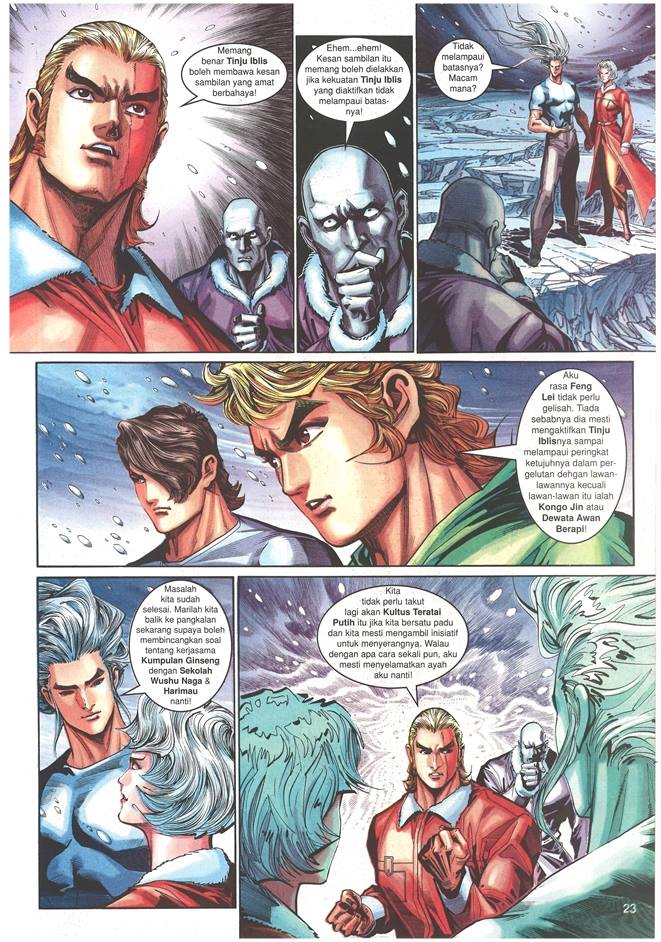 Memang
benar Tinju Iblis
boleh membawa kesan
sambilan yang amat
berbahaya!
Ehem...ehem!
Kesan sambilan itu
memang boleh dielakkan
jika kekuatan Tinju Iblis
yang diaktifkan tidak
melampaui batas-
nya!
Tidak
melampaui
batasnya?
Macam
mana?
Aku
rasa Feng
Lei tidak perlu
gelisah. Tiada
sebabnya dia mesti
mengaktifkan Tinju
Iblisnya sampai
melampaui peringkat
ketujuhnya dalam per-
gelutan dehgan lawan-
lawannya kecuali
lawan-lawan itu ialah
Kongo Jin atau
Dewata Awan
Berapi!
Masalah
kita sudah
selesai. Marilah kita
balik ke pangkalan
sekarang supaya boleh
membincangkan soal
tentang kerjasama
Kumpulan Ginseng
dengan Sekolah
Wushu Naga &
Harimau
nanti!
Kita
tidak perlu takut
lagi akan Kultus Teratai
Putih itu jika kita bersatu padu
dan kita mesti mengambil inisiatif
untuk menyerangnya. Walau
dengan apa cara sekali pun, aku
mesti menyelamatkan ayah
aku nanti!
23